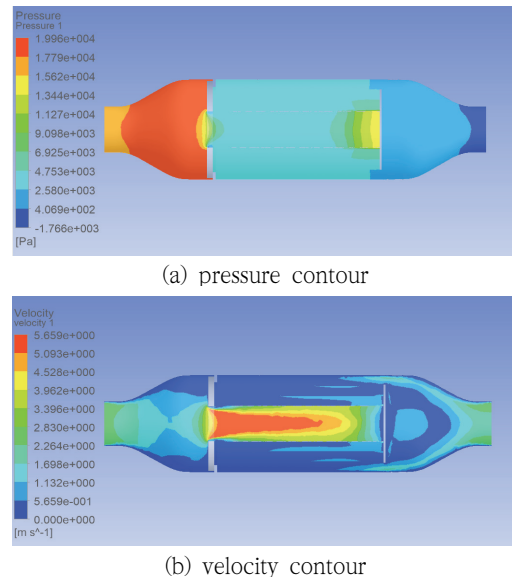 Pressure
Pressure 1
1.996e+004
1.779e+004
1.562e+004
1.344e+004
1.127e+004
9.098e+003
6.925e+003
4.753e+003
2.580e+003
4.069e+002
-1.766e+003
[Pa]
(a) pressure contour
Velocity
velocity 1
5.659e+000
5.093e+000
4.528e+000
3.962e+000
3.396e+000
2.830e+000
2.264e+000
1.698e+000
1.132e+000
5.659e-001
0.000e+000
[m s^-1]
(b) velocity contour